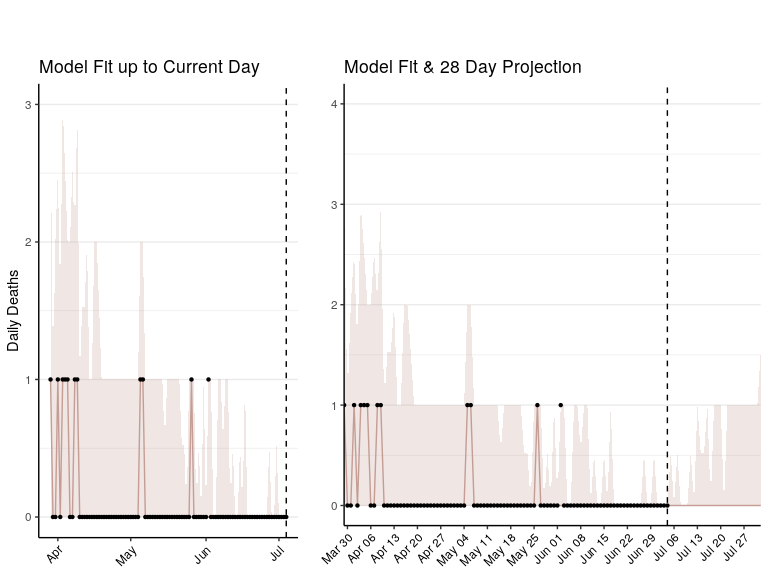 Model Fit up to Current Day
Daily Deaths
3
2
1
0
Apr
May
Jun
Jul
Model Fit & 28 Day Projection
4
3
2
1
0
Mar 30
Apr 06
Apr 13
Apr 20
Apr 27
May 04
May 11
May 18
May 25
Jun 01
Jun 08
Jun 15
Jun 22
Jun 29
Jul 06
Jul 13
Jul 20
Jul 27